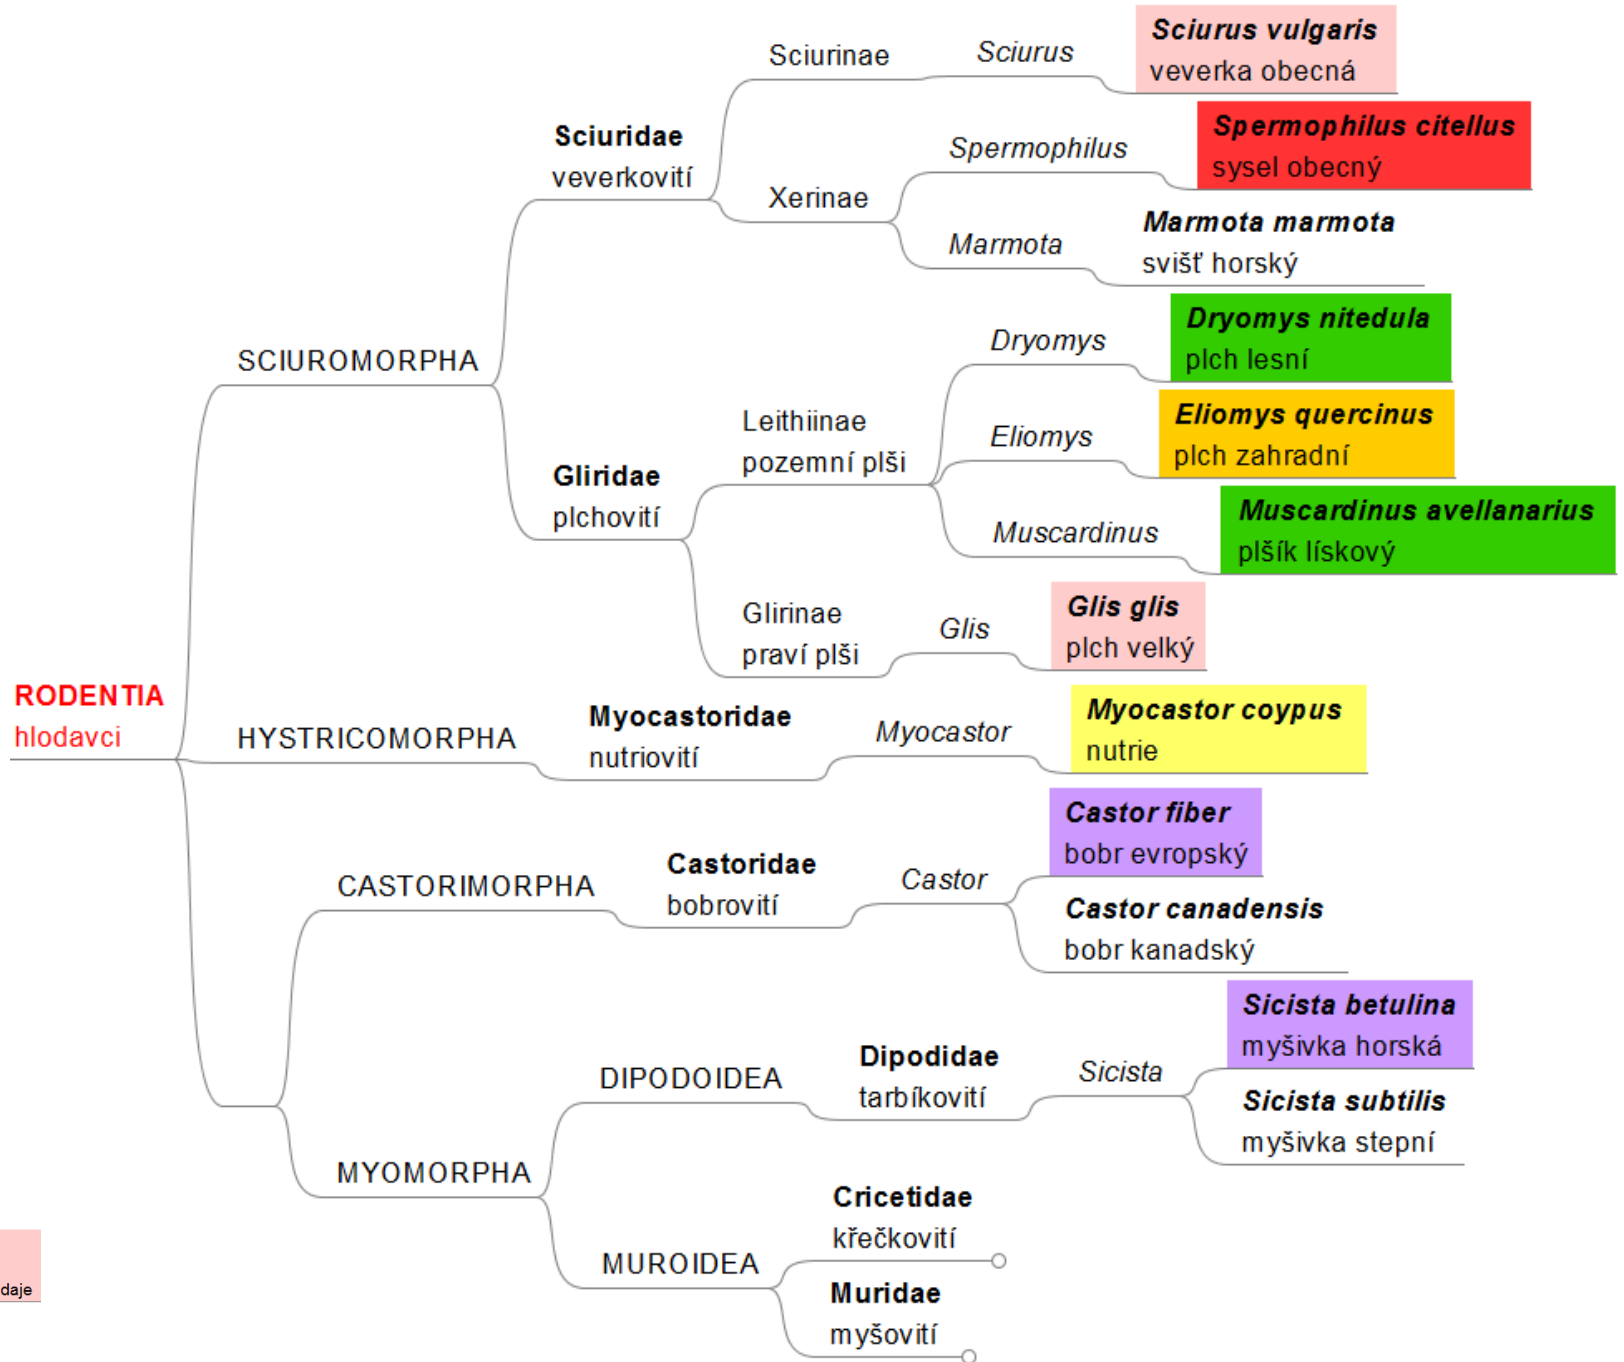 RODENTIA
hlodavci
SCIUROMORPHA
Sciuridae
veverkovití
Sciurinae
Sciurus
Sciurus vulgaris
veverka obecná
Xerinae
Spermophilus
Spermophilus citellus
sysel obecný
Marmota
Marmota marmota
svišť horský
Gliridae
plchovití
Leithiinae
pozemní plši
Dryomys
Dryomys nitedula
plch lesní
Eliomys
Eliomys quercinus
plch zahradní
Muscardinus
Muscardinus avellanarius
plšík lískový
Glirinae
praví plši
Glis
Glis glis
plch velký
HYSTRICOMORPHA
Myocastoridae
nutriovití
Myocastor
Myocastor coypus
nutrie
CASTORIMORPHA
Castoridae
bobrovití
Castor
Castor fiber
bobr evropský
Castor canadensis
bobr kanadský
MYOMORPHA
DIPODOIDEA
Dipodidae
tarbíkovití
Sicista
Sicista betulina
myšivka horská
Sicista subtilis
myšivka stepní
MUROIDEA
Cricetidae
křečkovití
Muridae
myšovití
daje